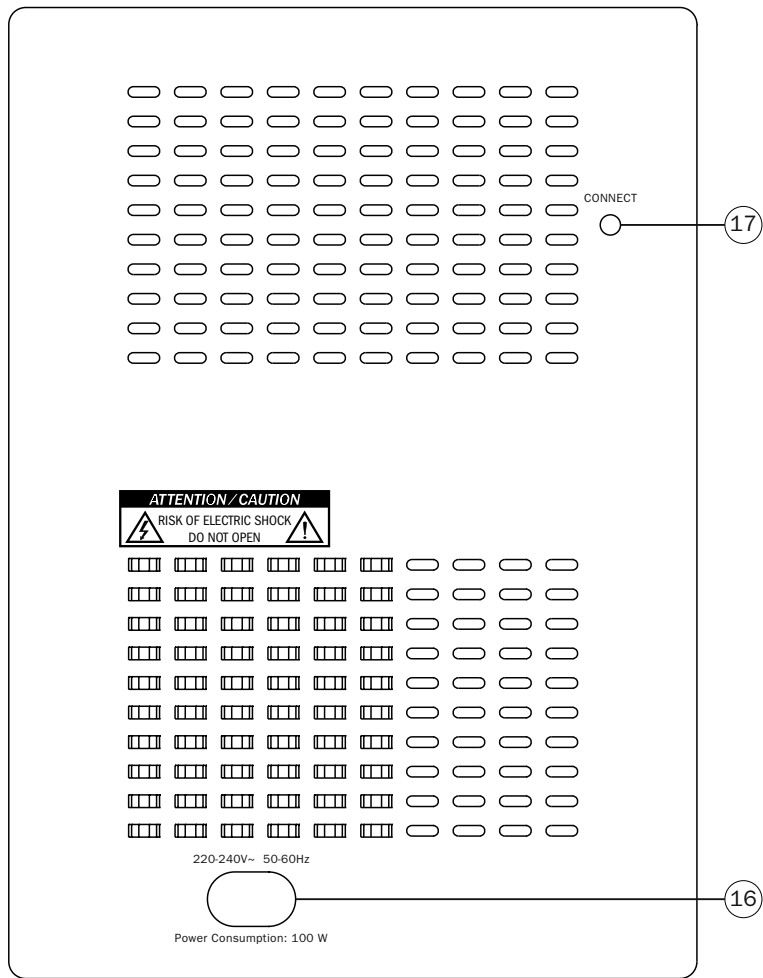 CONNECT
17
ATTENTION / CAUTION
RISK OF ELECTRIC SHOCK
DO NOT OPEN
220-240V~ 50-60Hz
16
Power Consumption: 100 W